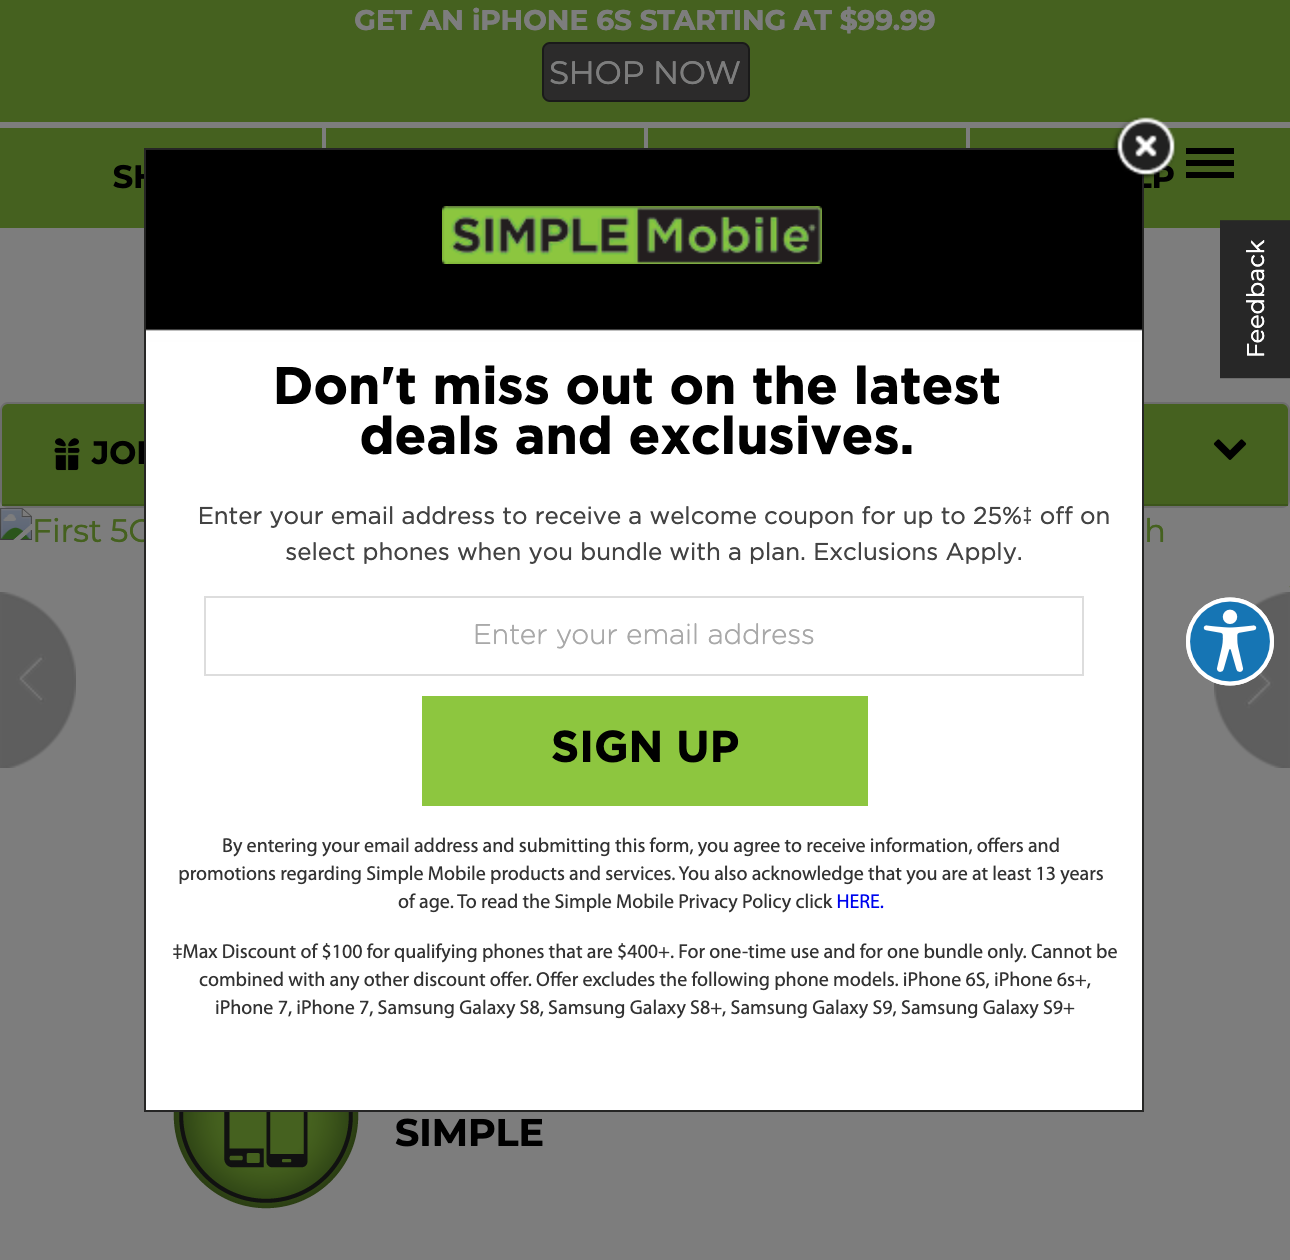 GET AN iPHONE 6S STARTING AT $99.99
SHOP NOW
SIMPLE Mobile
Feedback
Don't miss out on the latest
deals and exclusives.
First
Enter your email address to receive a welcome coupon for up to 25%‡ off on
select phones when you bundle with a plan. Exclusions Apply.
Enter your email address
SIGN UP
By entering your email address and submitting this form, you agree to receive information, offers and
promotions regarding Simple Mobile products and services. You also acknowledge that you are at least 13 years
of age. To read the Simple Mobile Privacy Policy click HERE.
‡Max Discount of $100 for qualifying phones that are $400+. For one-time use and for one bundle only. Cannot be
combined with any other discount offer. Offer excludes the following phone models. iPhone 6S, iPhone 6s+,
iPhone 7, iPhone 7, Samsung Galaxy S8, Samsung Galaxy S8+, Samsung Galaxy S9, Samsung Galaxy S9+
SIMPLE